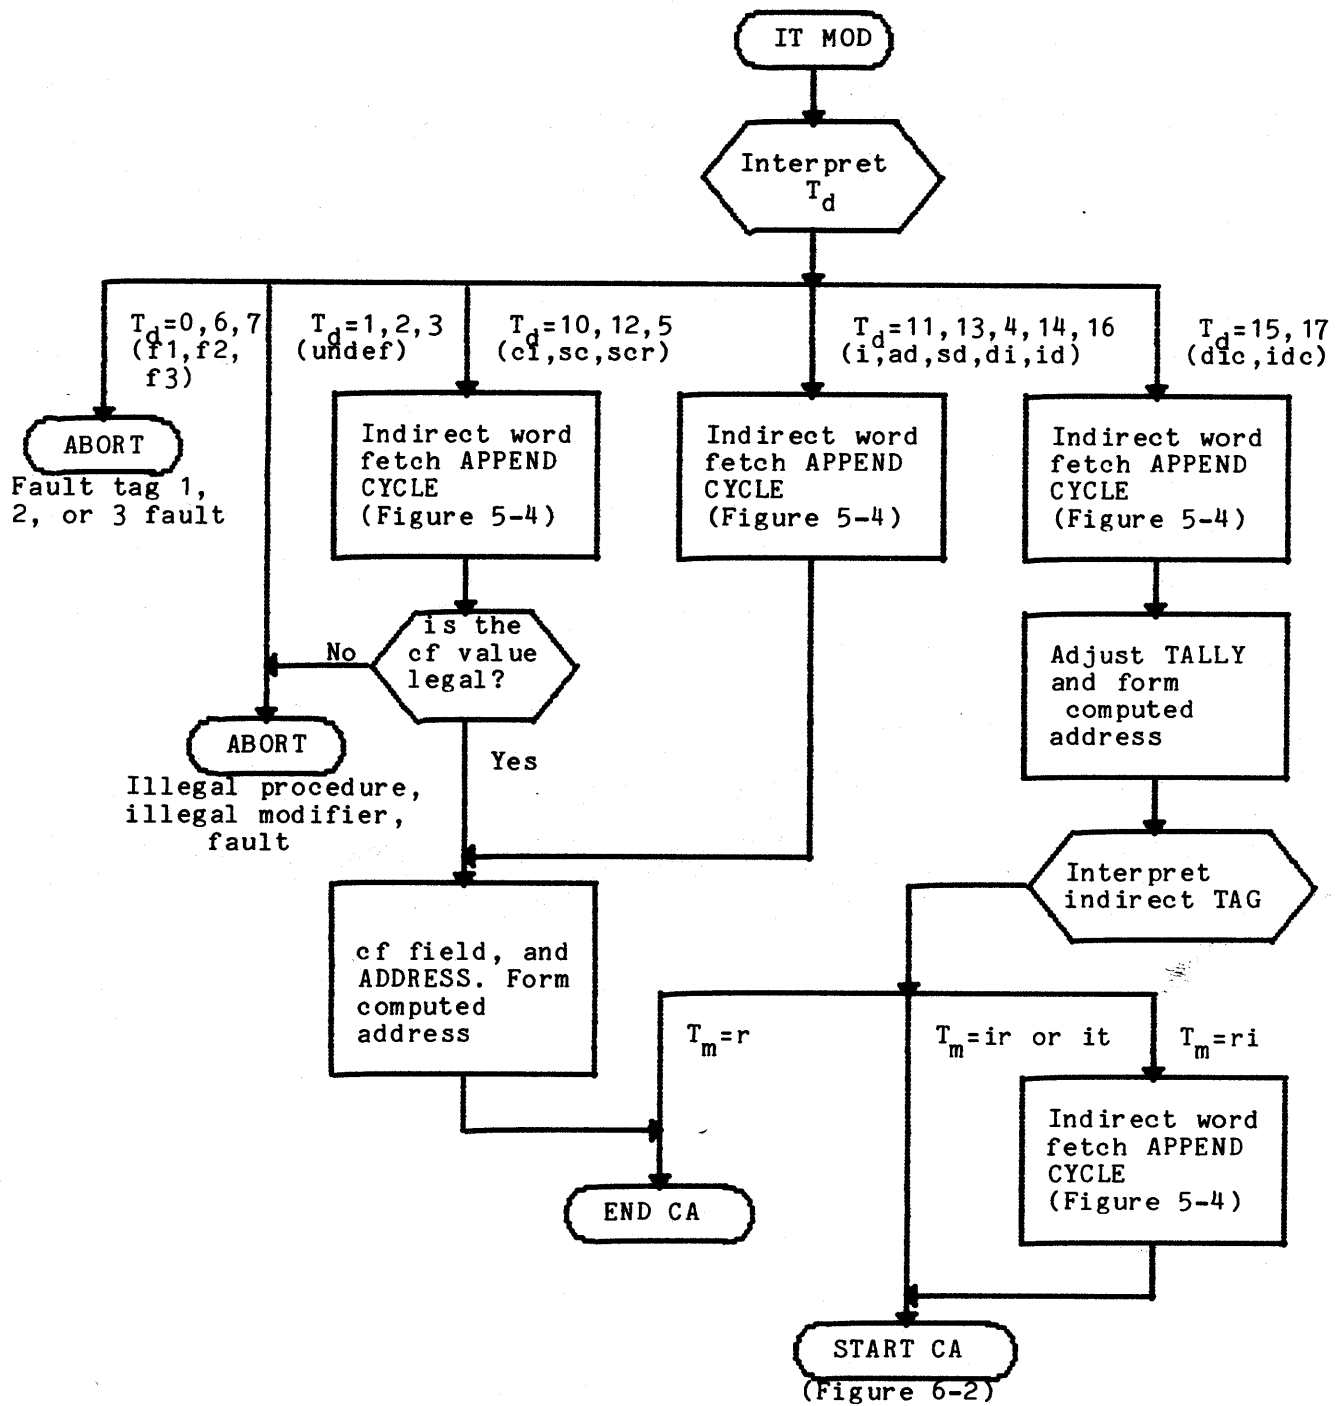 IT MOD
Interpret
T_d
T_d=0,6,7
(f1,f2,
f3)
T_d=1,2,3
(undef)
T_d=10,12,5
(ci,sc,scr)
T_d=11,13,4,14,16
(i,ad,sd,di,id)
T_d=15,17
(dic,idc)
ABORT
Fault tag 1,
2, or 3 fault
Indirect word
fetch APPEND
CYCLE
(Figure 5-4)
Indirect word
fetch APPEND
CYCLE
(Figure 5-4)
Indirect word
fetch APPEND
CYCLE
(Figure 5-4)
is the
cf value
legal?
No
Yes
ABORT
Illegal procedure,
illegal modifier,
fault
Adjust TALLY
and form
computed
address
Interpret
indirect TAG
cf field, and
ADDRESS. Form
computed
address
T_m=r
T_m=ir or it
T_m=ri
Indirect word
fetch APPEND
CYCLE
(Figure 5-4)
END CA
START CA
(Figure 6-2)